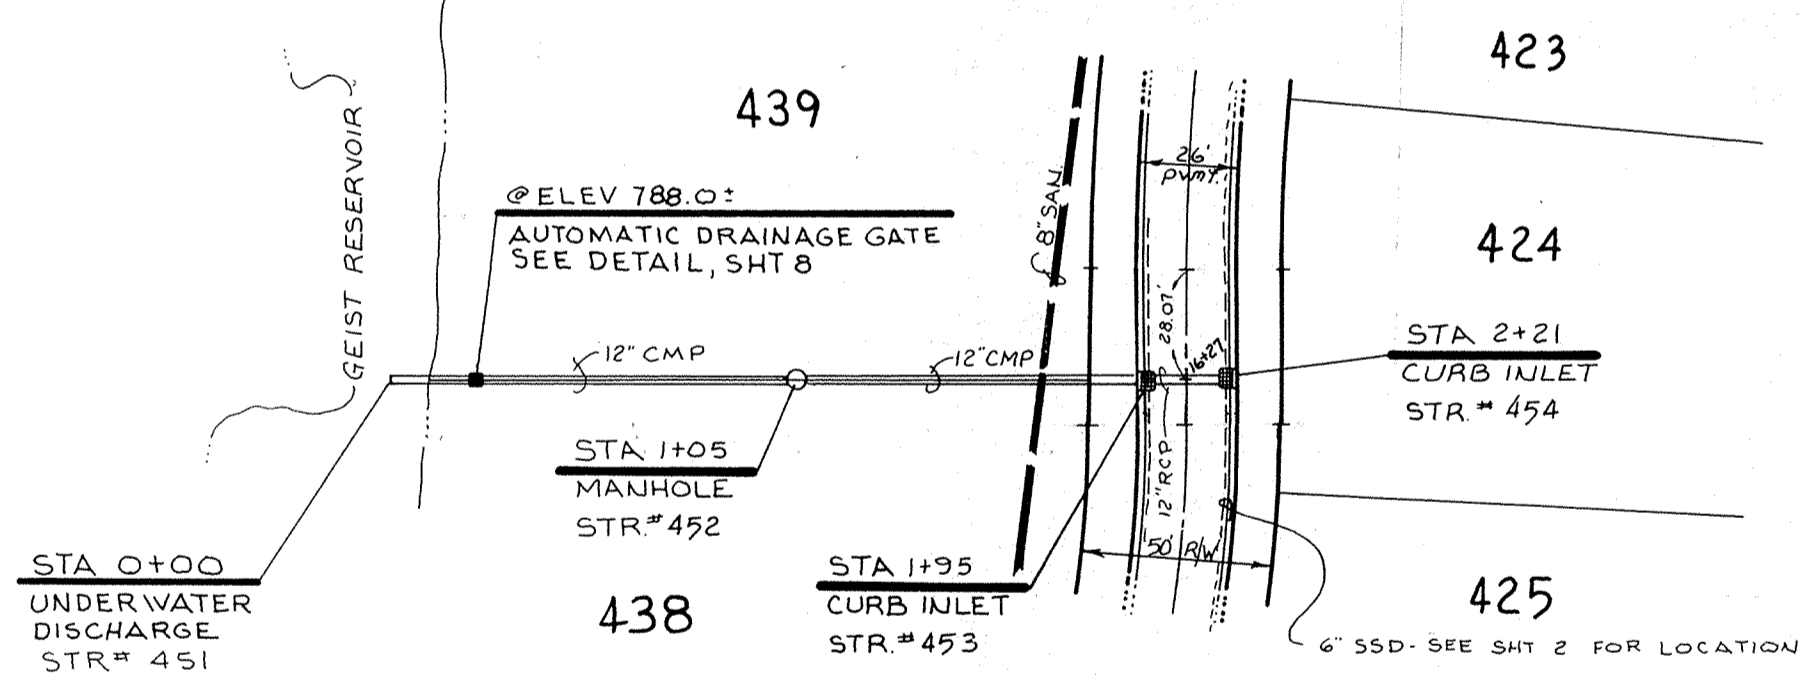 423
439
GEIST RESERVOIR
@ ELEV 788.0±
AUTOMATIC DRAINAGE GATE
SEE DETAIL, SHT 8
8" SAN.
26'
PVMT.
424
12" CMP
12" CMP
28.07'
16+27
12" RCP
STA 2+21
CURB INLET
STR. # 454
STA 1+05
MANHOLE
STR. # 452
50' R/W
STA 0+00
UNDERWATER
DISCHARGE
STR # 451
438
STA 1+95
CURB INLET
STR. # 453
425
6" SSD - SEE SHT 2 FOR LOCATION